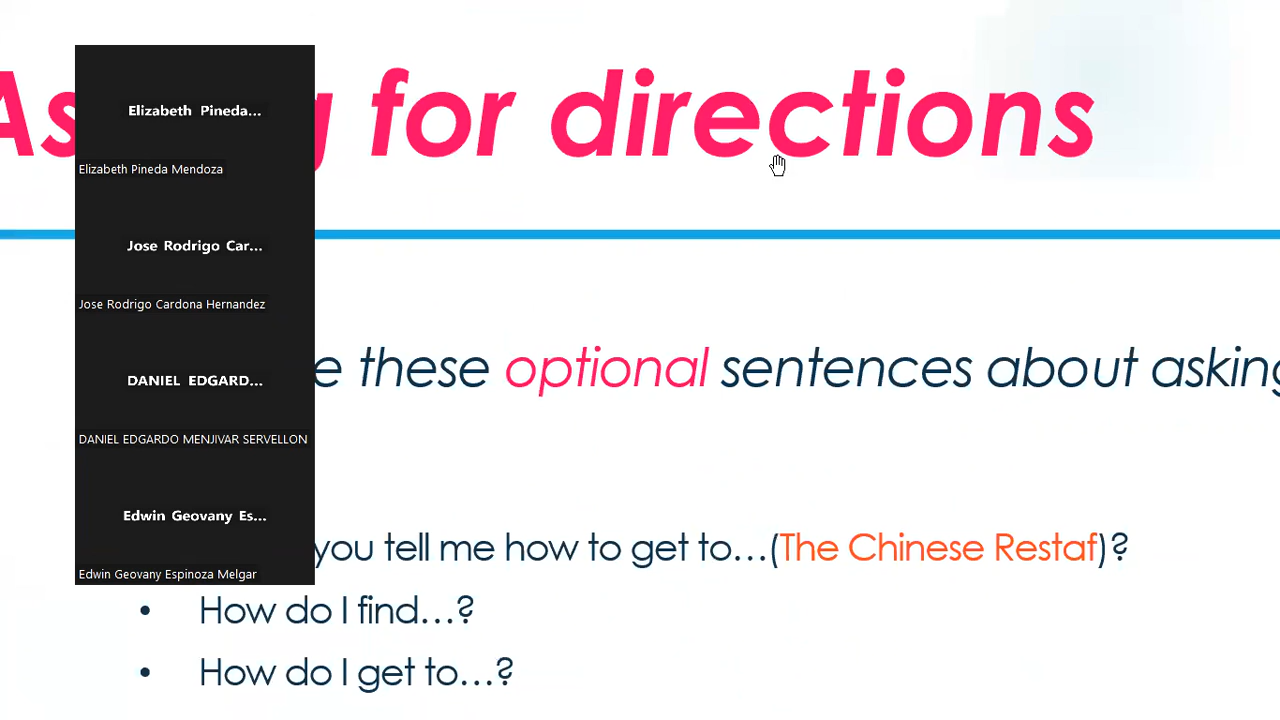 As g for directions
Elizabeth Pineda...
Elizabeth Pineda Mendoza
Jose Rodrigo Car...
Jose Rodrigo Cardona Hernandez
DANIEL EDGARD...
DANIEL EDGARDO MENJIVAR SERVELLON
Edwin Geovany Es...
Edwin Geovany Espinoza Melgar
e these optional sentences about asking
you tell me how to get to…(The Chinese Restaf)?
• How do I find…?
• How do I get to…?